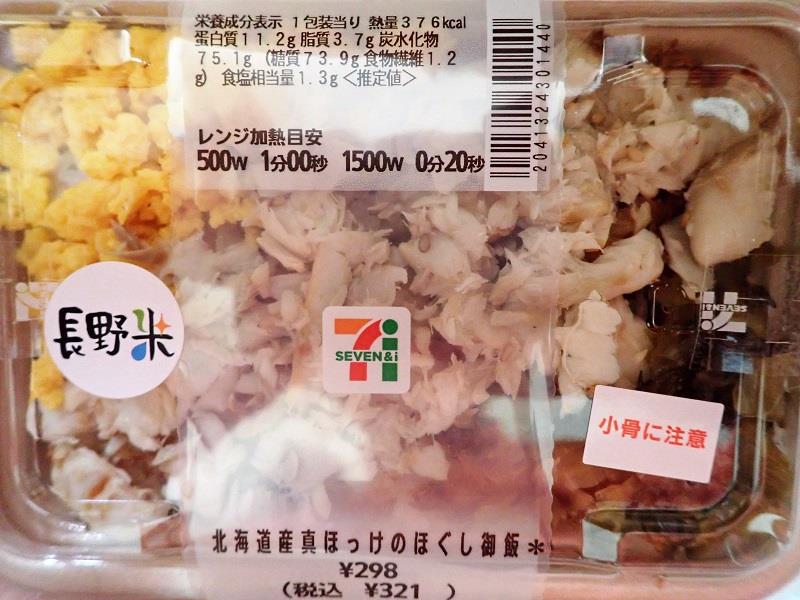 栄養成分表示 1包装当り 熱量376kcal
蛋白質11.2g 脂質3.7g 炭水化物
75.1g (糖質73.9g 食物繊維1.2
g) 食塩相当量1.3g<推定値>
レンジ加熱目安
500W 1分00秒 1500W 0分20秒
204132430144​0
長野米
SEVEN&i
SEVEN&i
小骨に注意
北海道産真ほっけのほぐし御飯*
¥298
(税込 ¥321 )